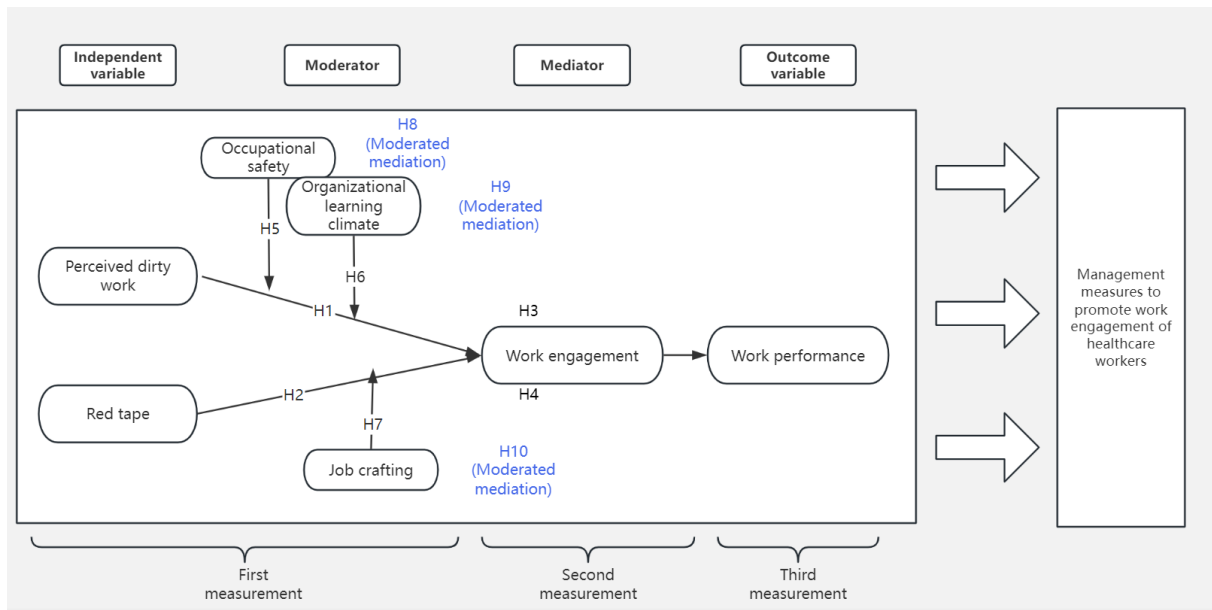 Independent
variable
Moderator
Mediator
Outcome
variable
H8
(Moderated
mediation)
Occupational
safety
H9
(Moderated
mediation)
Organizational
learning
climate
H5
H6
Perceived dirty
work
H1
H3
Work engagement
Work performance
H4
H2
Red tape
H7
Job crafting
H10
(Moderated
mediation)
Management
measures to
promote work
engagement of
healthcare
workers
First
measurement
Second
measurement
Third
measurement